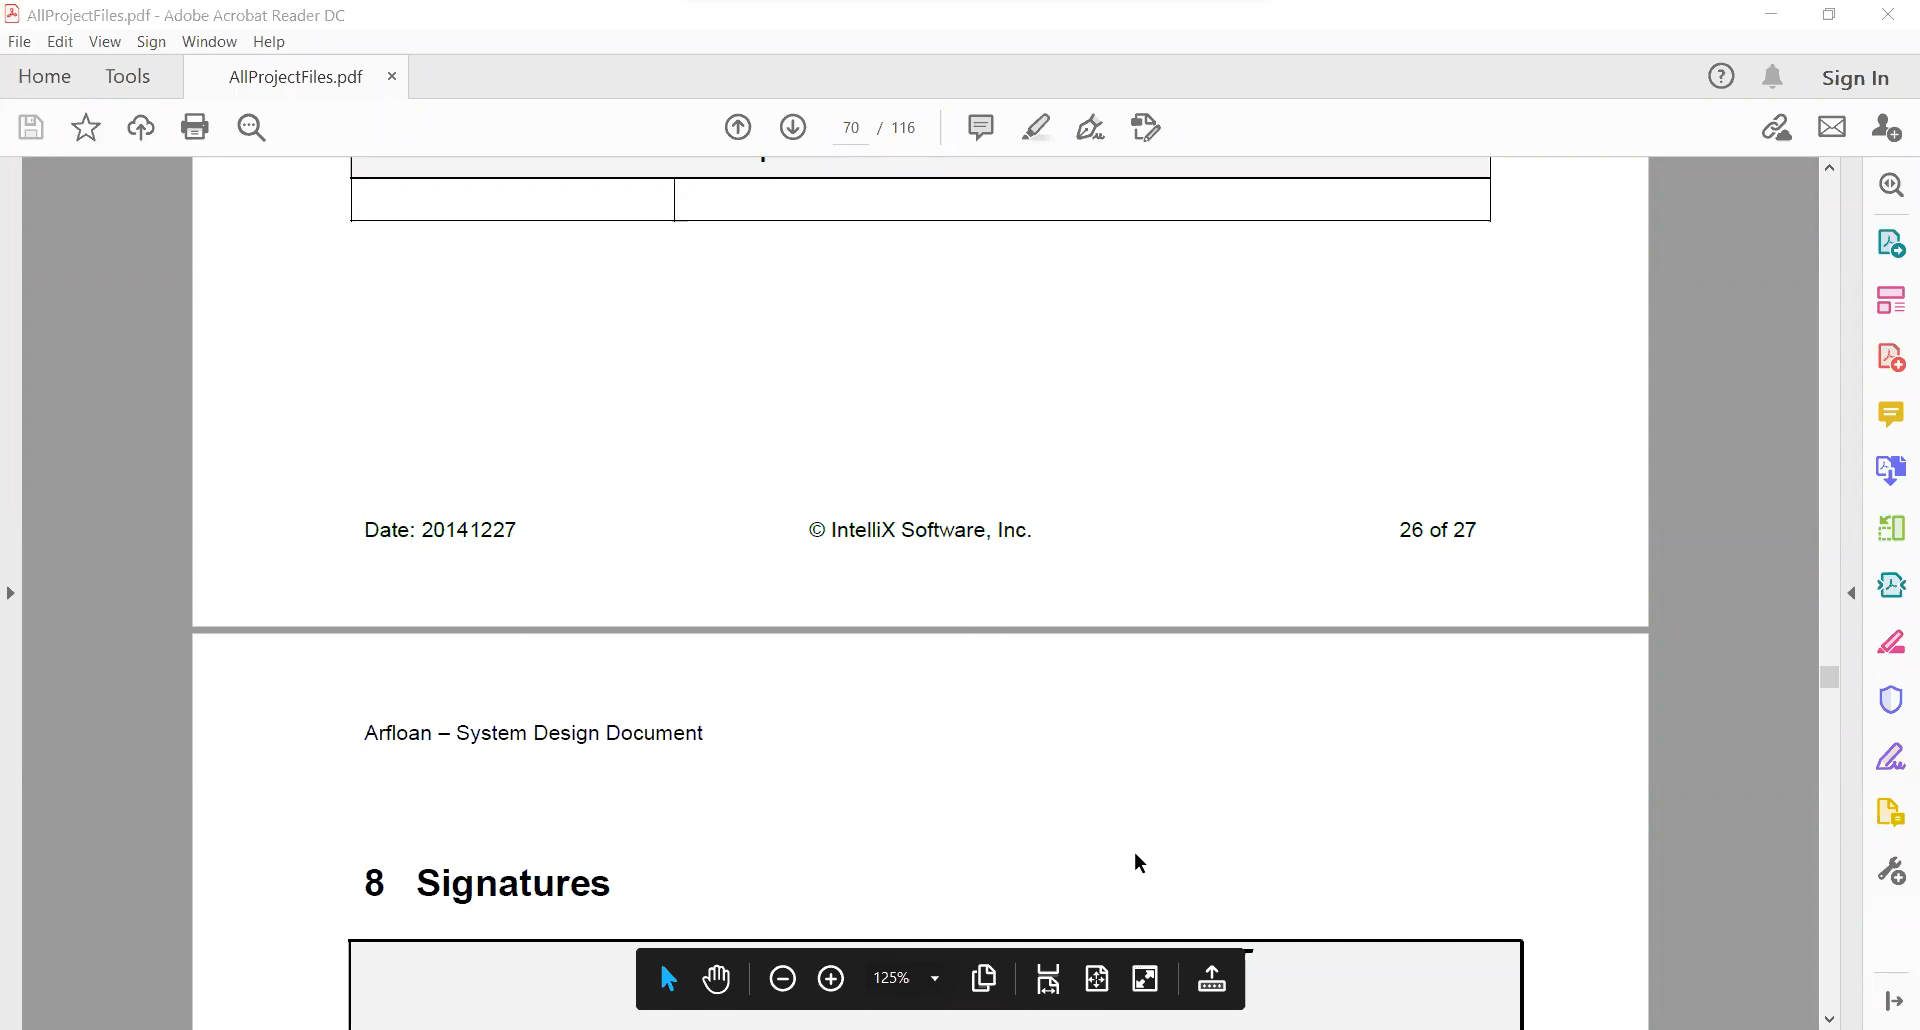 AllProjectFiles.pdf - Adobe Acrobat Reader DC
File Edit View Sign Window Help
Home Tools AllProjectFiles.pdf × Sign In
70 / 116
Date: 20141227 © IntelliX Software, Inc. 26 of 27
Arfloan – System Design Document
8 Signatures
125%